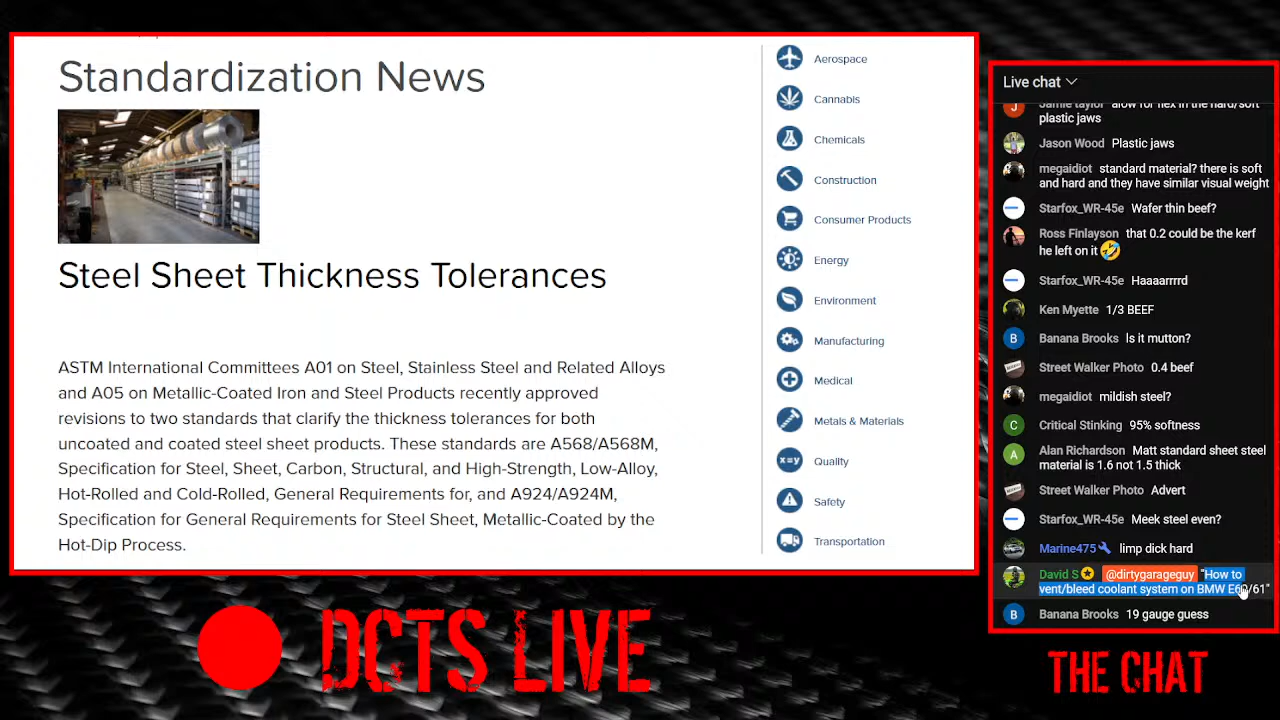 Standardization News
Steel Sheet Thickness Tolerances
ASTM International Committees A01 on Steel, Stainless Steel and Related Alloys
and A05 on Metallic-Coated Iron and Steel Products recently approved
revisions to two standards that clarify the thickness tolerances for both
uncoated and coated steel sheet products. These standards are A568/A568M,
Specification for Steel, Sheet, Carbon, Structural, and High-Strength, Low-Alloy,
Hot-Rolled and Cold-Rolled, General Requirements for, and A924/A924M,
Specification for General Requirements for Steel Sheet, Metallic-Coated by the
Hot-Dip Process.
Aerospace
Cannabis
Chemicals
Construction
Consumer Products
Energy
Environment
Manufacturing
Medical
Metals & Materials
x=y Quality
Safety
Transportation
Live chat
J Jamie taylor alow for flex in the hard/soft
plastic jaws
Jason Wood Plastic jaws
megaidiot standard material? there is soft
and hard and they have similar visual weight
Starfox_WR-45e Wafer thin beef?
Ross Finlayson that 0.2 could be the kerf
he left on it 🤣
Starfox_WR-45e Haaaarrrrd
Ken Myette 1/3 BEEF
B Banana Brooks Is it mutton?
Street Walker Photo 0.4 beef
megaidiot mildish steel?
C Critical Stinking 95% softness
A Alan Richardson Matt standard sheet steel
material is 1.6 not 1.5 thick
Street Walker Photo Advert
Starfox_WR-45e Meek steel even?
Marine475 limp dick hard
David S @dirtygarageguy "How to
vent/bleed coolant system on BMW E60/61"
B Banana Brooks 19 gauge guess
DCTS LIVE
THE CHAT